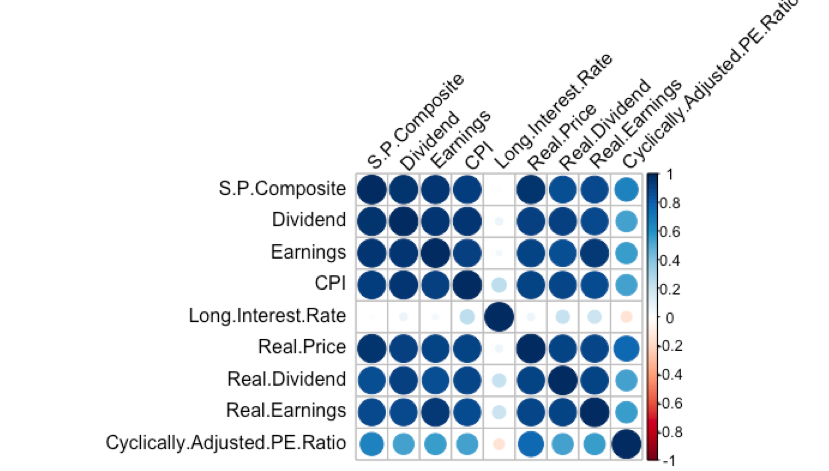 S.P.Composite
Dividend
Earnings
CPI
Long.Interest.Rate
Real.Price
Real.Dividend
Real.Earnings
Cyclically.Adjusted.PE.Ratio
S.P.Composite
Dividend
Earnings
CPI
Long.Interest.Rate
Real.Price
Real.Dividend
Real.Earnings
Cyclically.Adjusted.PE.Ratio
1
0.8
0.6
0.4
0.2
0
-0.2
-0.4
-0.6
-0.8
-1